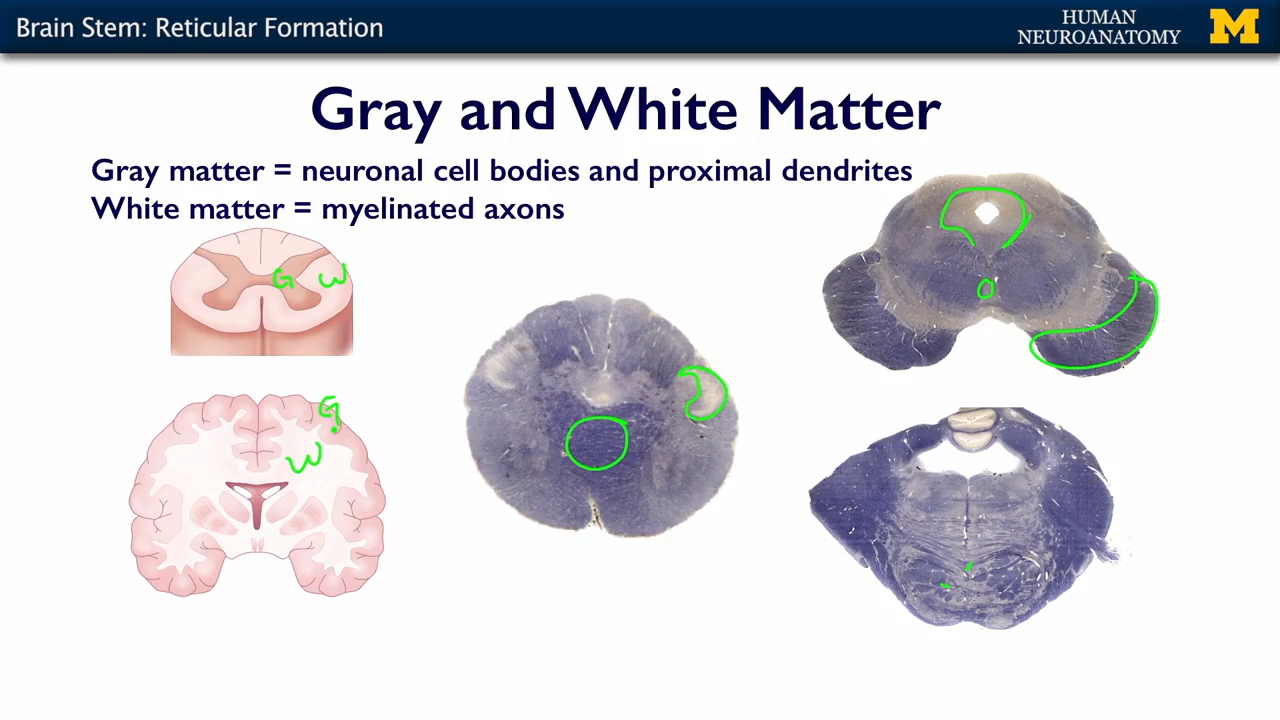 Brain Stem: Reticular Formation
HUMAN
NEUROANATOMY
M
Gray and White Matter
Gray matter = neuronal cell bodies and proximal dendrites
White matter = myelinated axons
G W
G
W